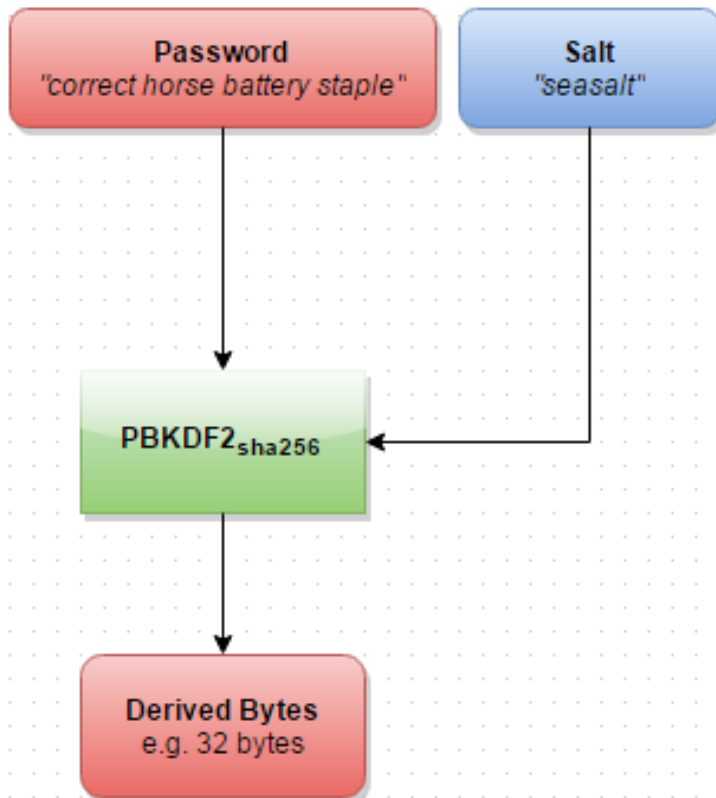 Password
"correct horse battery staple"
Salt
"seasalt"
PBKDF2sha256
Derived Bytes
e.g. 32 bytes